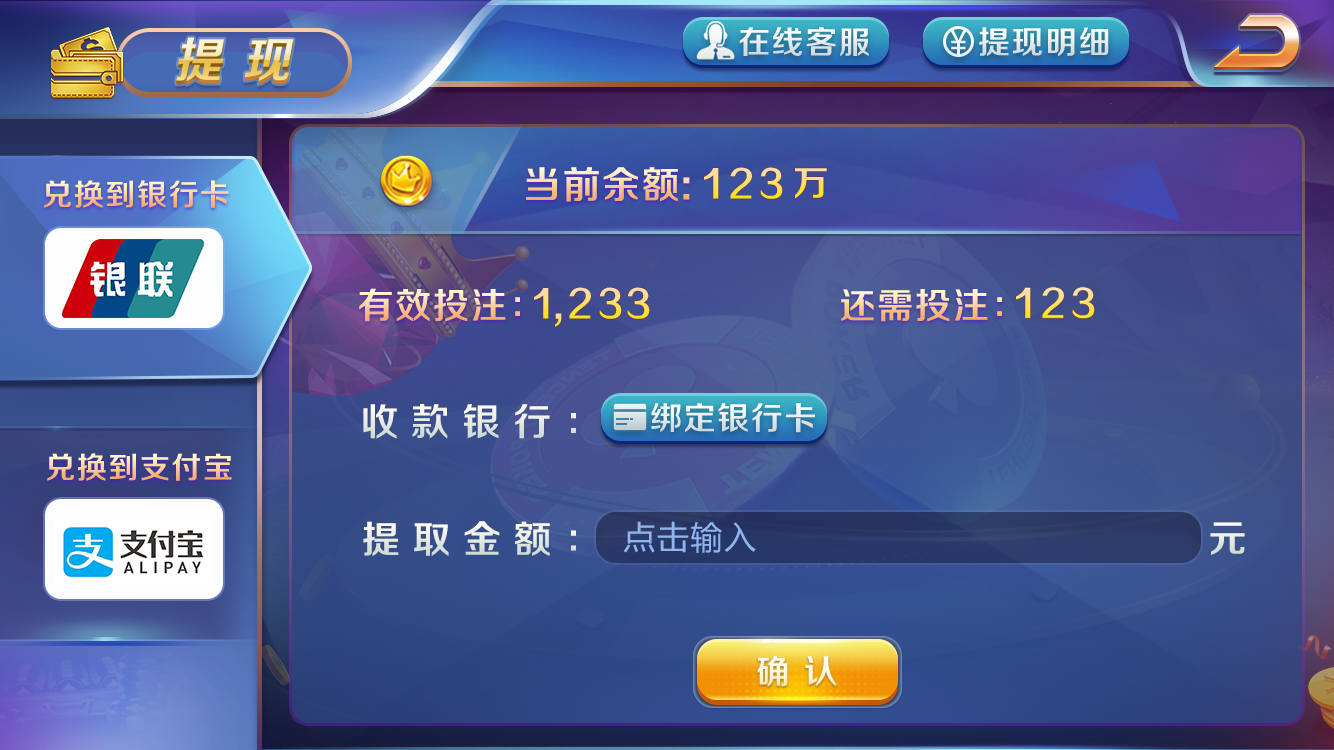 提现
在线客服
提现明细
兑换到银行卡
银联
兑换到支付宝
支 支付宝
ALIPAY
当前余额:123万
有效投注:1,233
还需投注:123
收款银行:
绑定银行卡
提取金额:
点击输入
元
确认